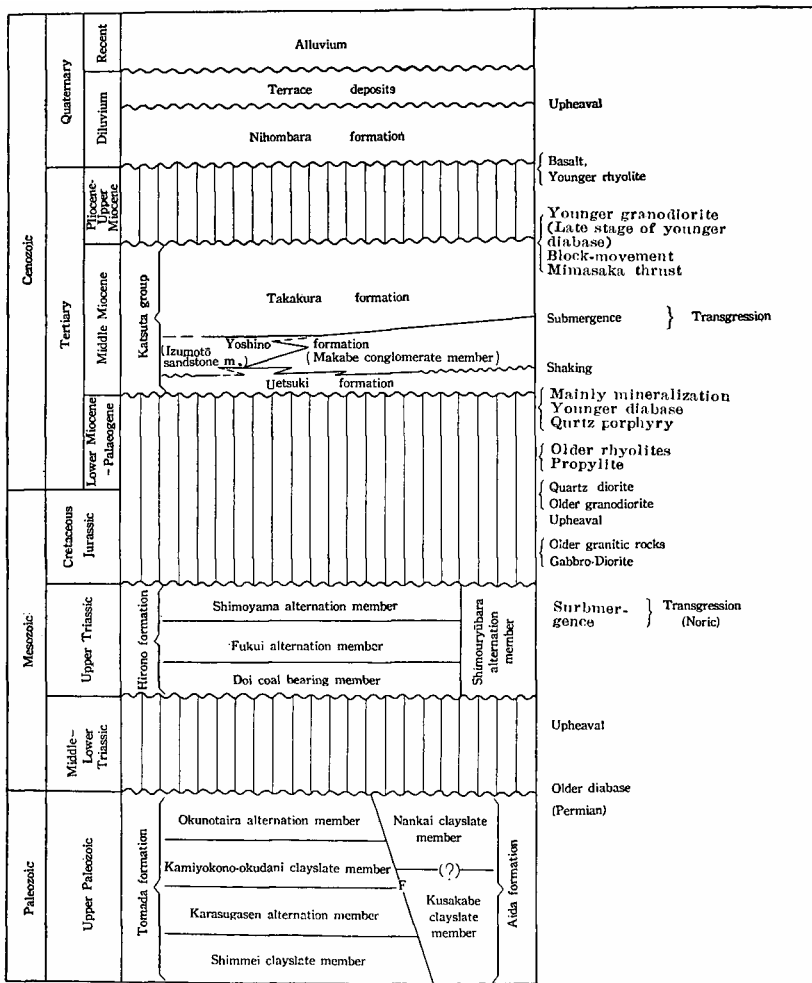 Cenozoic
Quaternary
Recent
Alluvium
Diluvium
Terrace deposits
Upheaval
Nihombara formation
Tertiary
Pliocene-
Upper
Miocene
Basalt,
Younger rhyolite
Younger granodiorite
(Late stage of younger
diabase)
Block-movement
Mimasaka thrust
Middle Miocene
Katsuta group
Takakura formation
Submergence
Transgression
Yoshino formation
(Izumotō
sandstone m.)
(Makabe conglomerate member)
Shaking
Uetsuki formation
Lower Miocene
~ Palaeogene
Mainly mineralization
Younger diabase
Qurtz porphyry
Older rhyolites
Propylite
Mesozoic
Cretaceous
Jurassic
Quartz diorite
Older granodiorite
Upheaval
Older granitic rocks
Gabbro-Diorite
Upper Triassic
Hirono formation
Shimoyama alternation member
Fukui alternation member
Doi coal bearing member
Shimouryūbara
alternation
member
Surbmer-
gence
Transgression
(Noric)
Middle~
Lower
Triassic
Upheaval
Older diabase
(Permian)
Paleozoic
Upper Paleozoic
Tomada formation
Okunotaira alternation member
Kamiyokono-okudani clayslate member
Karasugasen alternation member
Shimmei clayslate member
F
Nankai clayslate
member
(?)
Kusakabe
clayslate
member
Aida formation